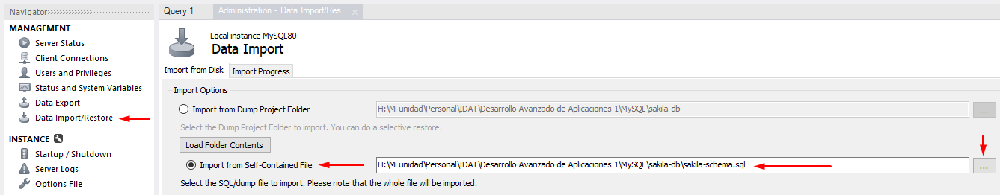 Navigator
MANAGEMENT
Server Status
Client Connections
Users and Privileges
Status and System Variables
Data Export
Data Import/Restore
INSTANCE
Startup / Shutdown
Server Logs
Options File
Query 1
Administration - Data Import/Res...
Local instance MySQL80
Data Import
Import from Disk
Import Progress
Import Options
Import from Dump Project Folder
H:\Mi unidad\Personal\IDAT\Desarrollo Avanzado de Aplicaciones 1\MySQL\sakila-db
...
Select the Dump Project Folder to import. You can do a selective restore.
Load Folder Contents
Import from Self-Contained File
H:\Mi unidad\Personal\IDAT\Desarrollo Avanzado de Aplicaciones 1\MySQL\sakila-db\sakila-schema.sql
...
Select the SQL/dump file to import. Please note that the whole file will be imported.